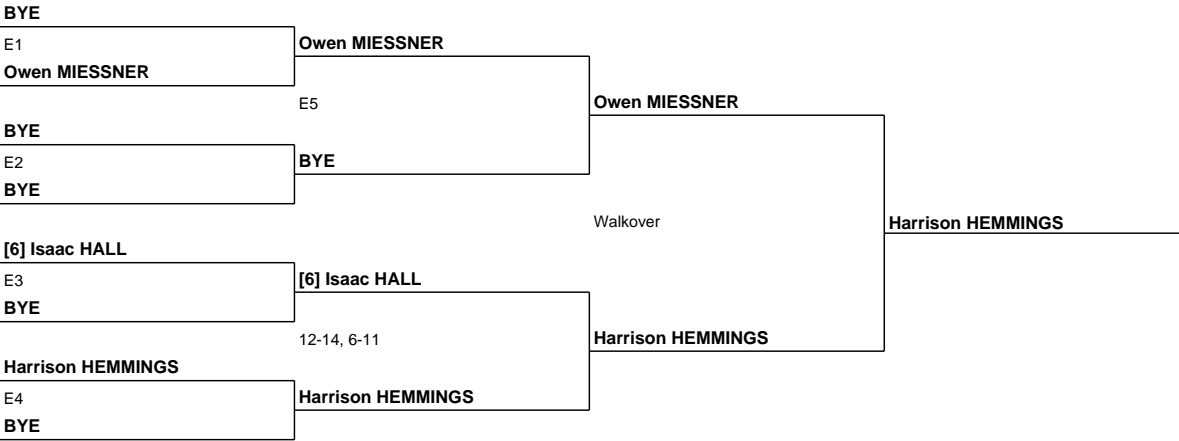 BYE
E1
Owen MIESSNER
Owen MIESSNER
E5
Owen MIESSNER
BYE
E2
BYE
BYE
Walkover
Harrison HEMMINGS
[6] Isaac HALL
E3
[6] Isaac HALL
BYE
12-14, 6-11
Harrison HEMMINGS
Harrison HEMMINGS
E4
Harrison HEMMINGS
BYE